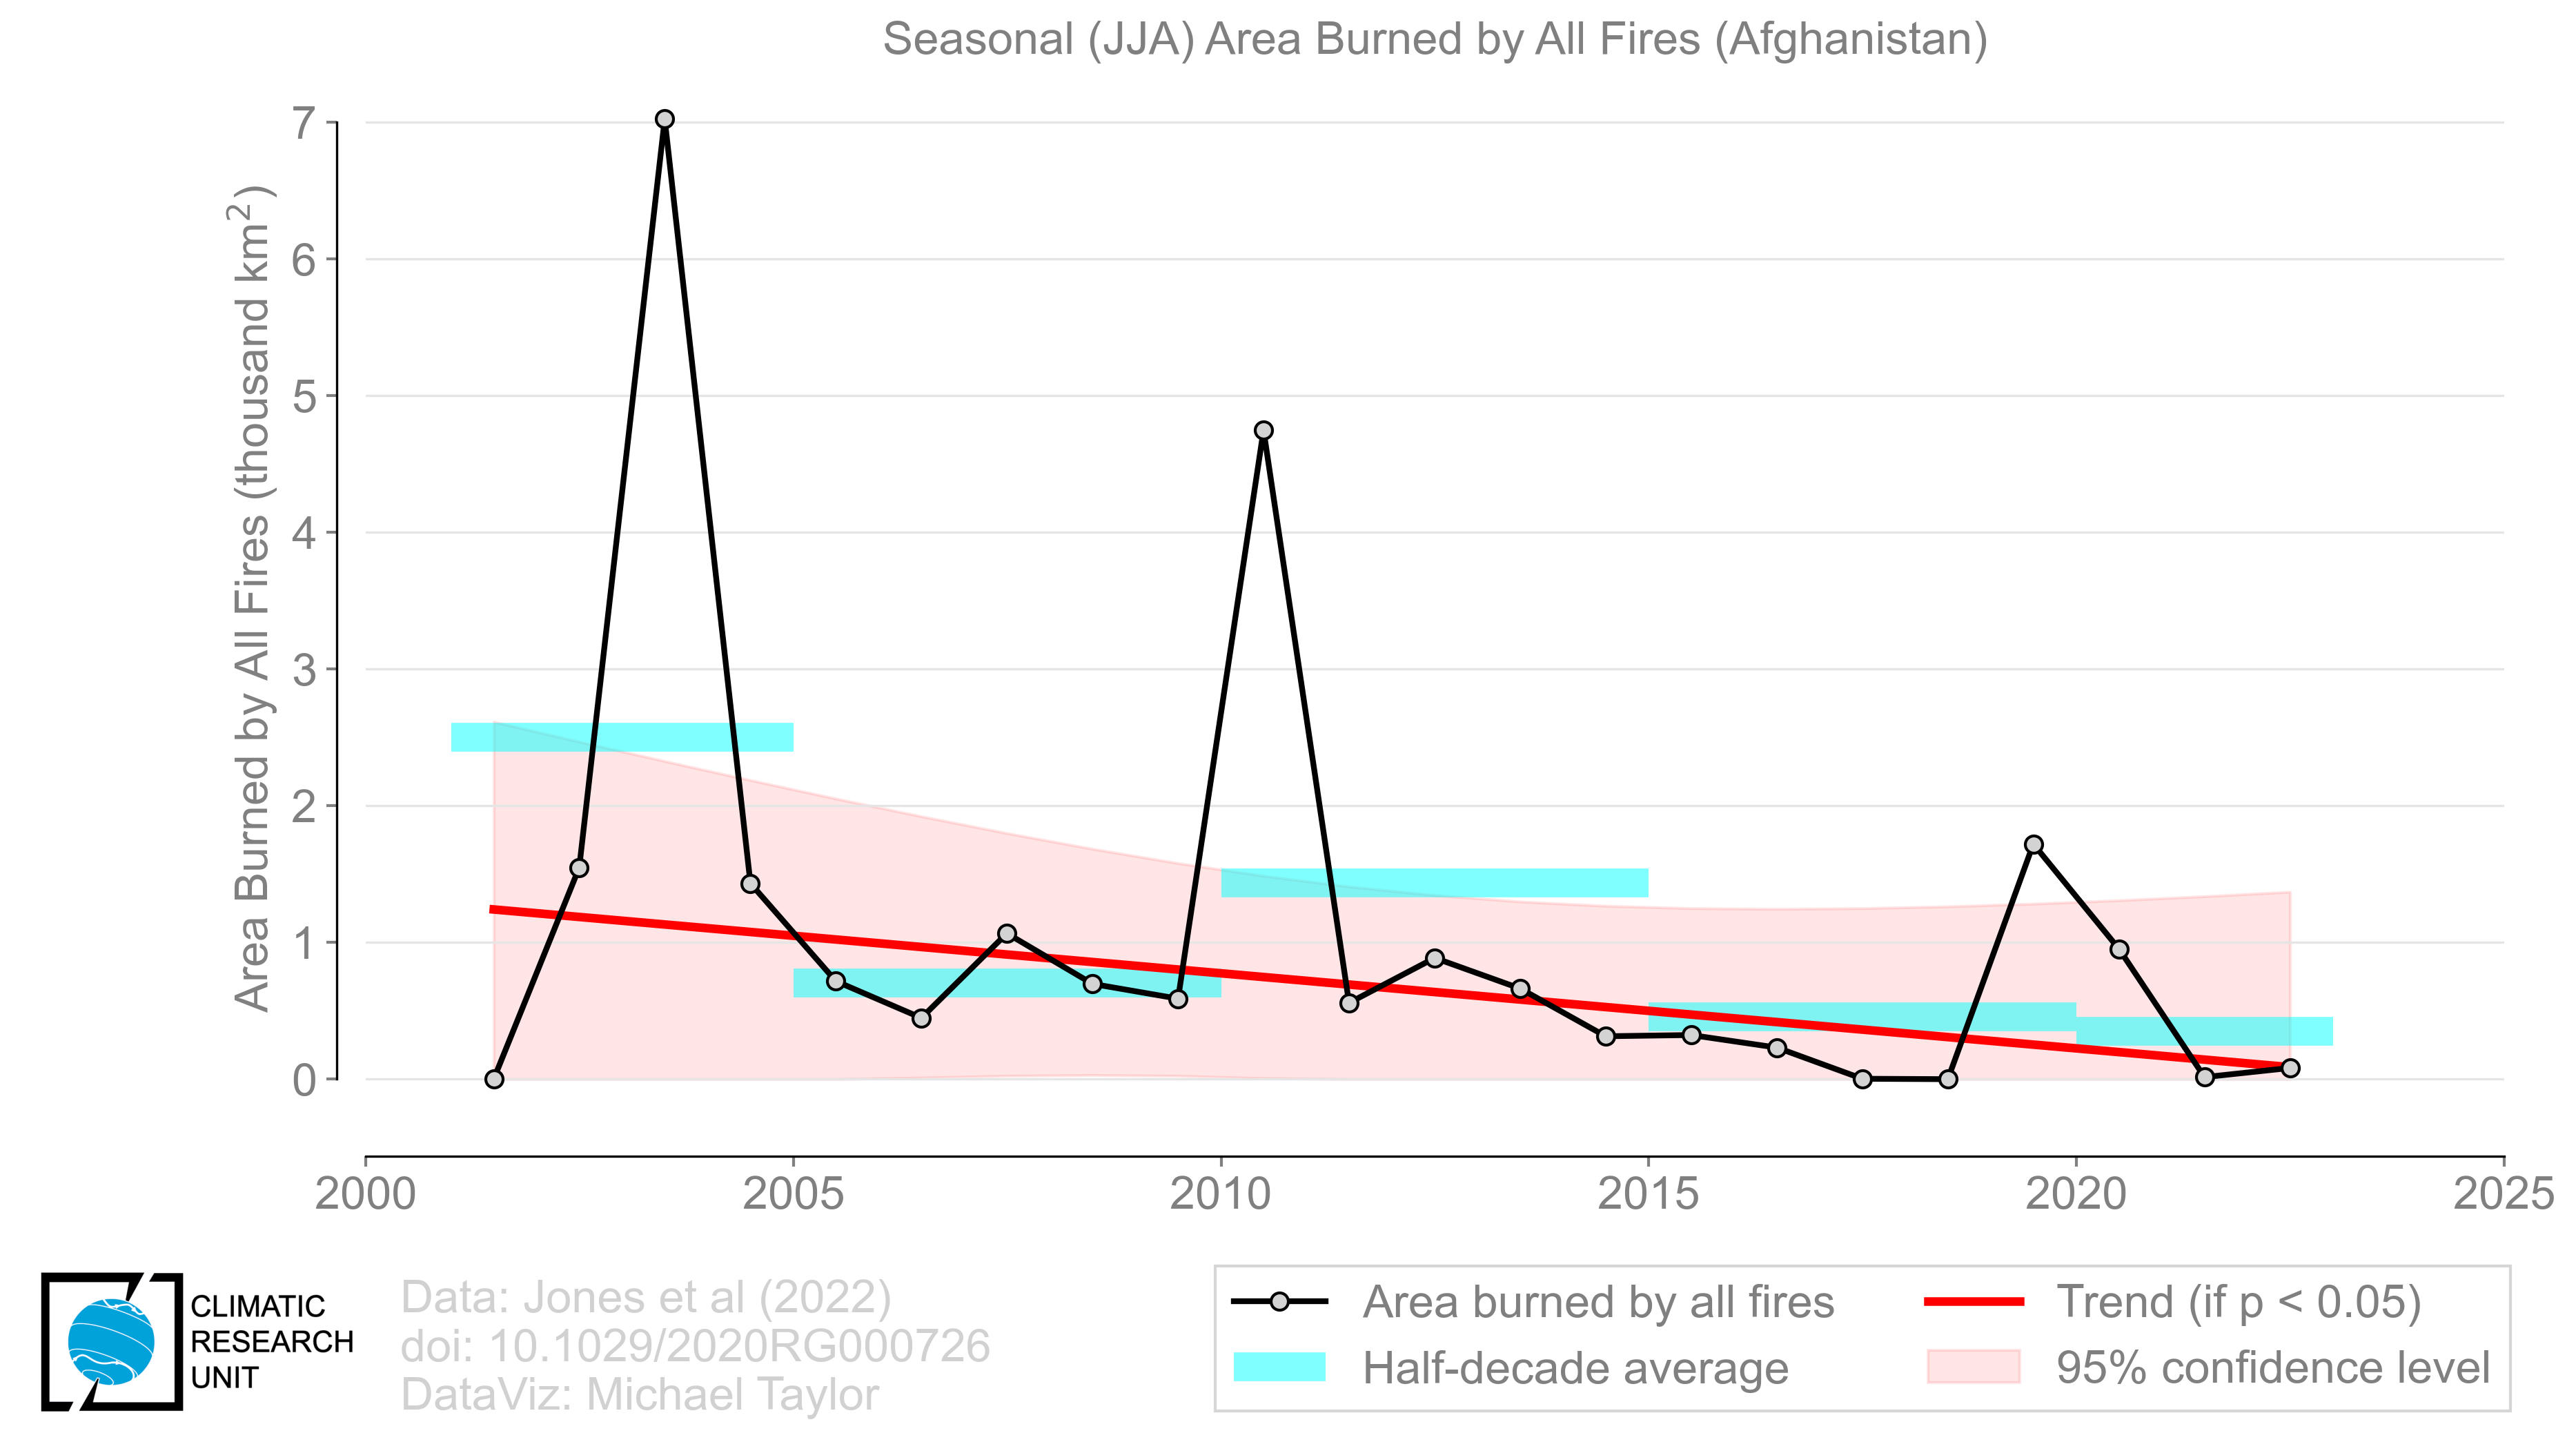 Seasonal (JJA) Area Burned by All Fires (Afghanistan)
Area Burned by All Fires (thousand km²)
7
6
5
4
3
2
1
0
2000 2005 2010 2015 2020 2025
CLIMATIC
RESEARCH
UNIT
Data: Jones et al (2022)
doi: 10.1029/2020RG000726
DataViz: Michael Taylor
Area burned by all fires
Half-decade average
Trend (if p < 0.05)
95% confidence level